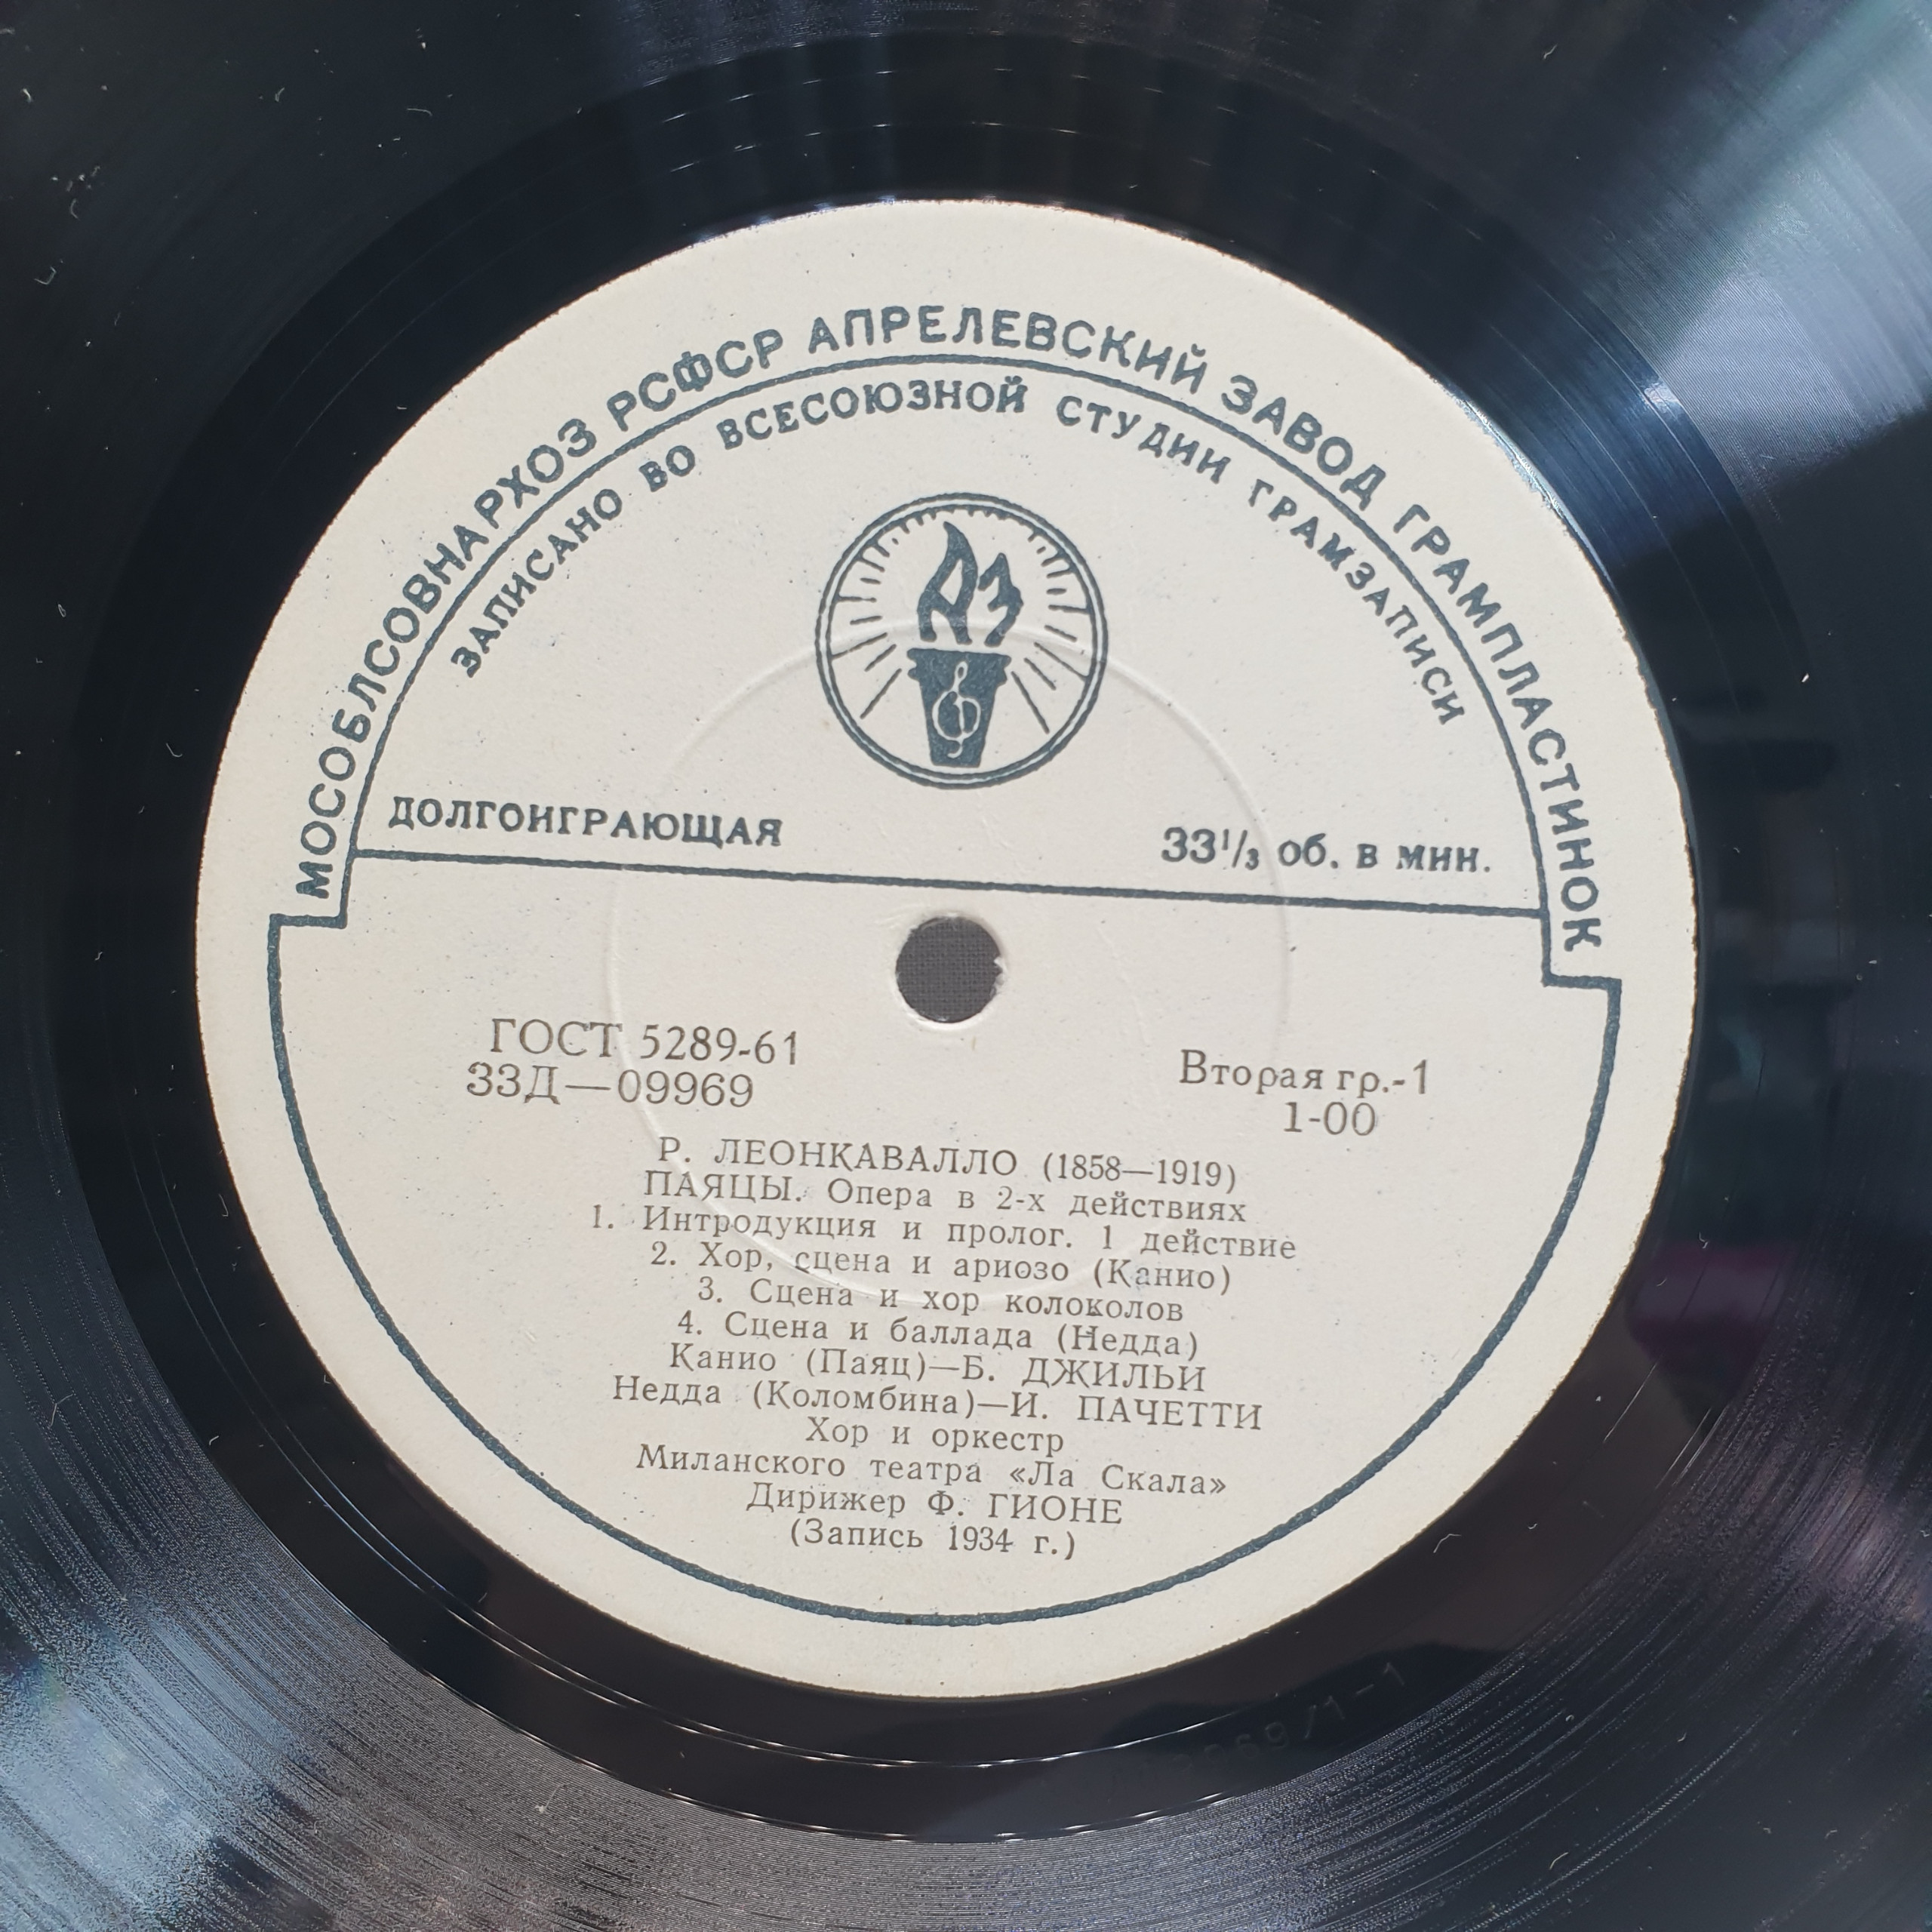 МОСОБЛСОВНАРХОЗ РСФСР АПРЕЛЕВСКИЙ ЗАВОД ГРАМПЛАСТИНОК
ЗАПИСАНО ВО ВСЕСОЮЗНОЙ СТУДИИ ГРАМЗАПИСИ
АЗ
ДОЛГОИГРАЮЩАЯ
33⅓ об. в мин.
ГОСТ 5289-61
33Д—09969
Вторая гр.-1
1-00
Р. ЛЕОНКАВАЛЛО (1858—1919)
ПАЯЦЫ. Опера в 2-х действиях
1. Интродукция и пролог. 1 действие
2. Хор, сцена и ариозо (Канио)
3. Сцена и хор колоколов
4. Сцена и баллада (Недда)
Канио (Паяц)—Б. ДЖИЛЬИ
Недда (Коломбина)—И. ПАЧЕТТИ
Хор и оркестр
Миланского театра «Ла Скала»
Дирижер Ф. ГИОНЕ
(Запись 1934 г.)